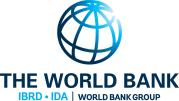 THE WORLD BANK
IBRD • IDA | WORLD BANK GROUP